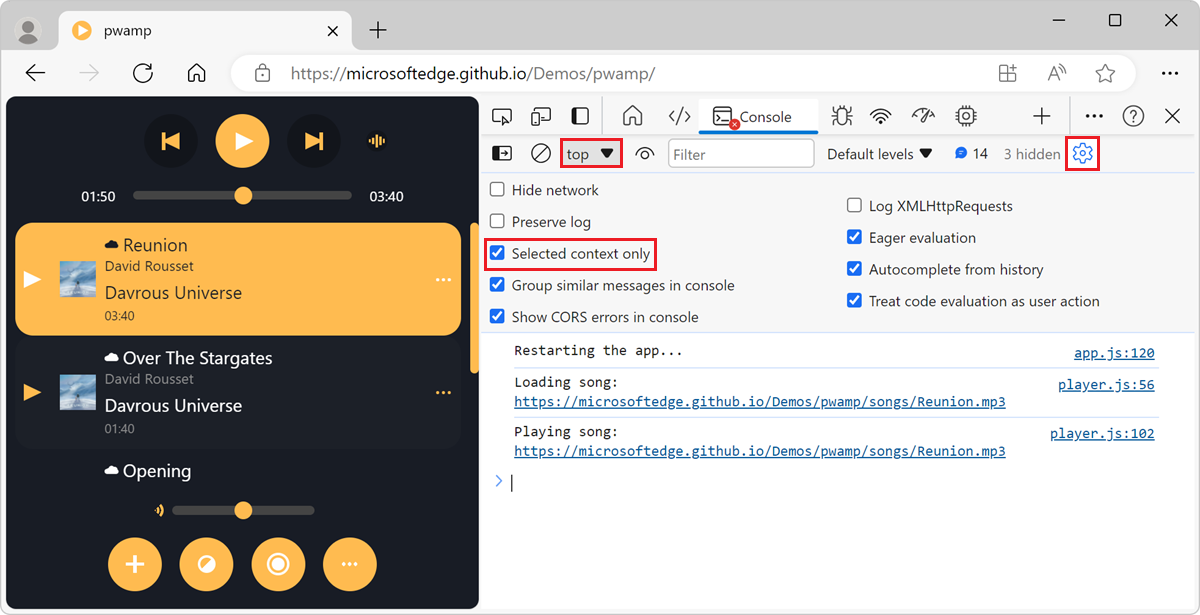 pwamp
https://microsoftedge.github.io/Demos/pwamp/
01:50
03:40
Reunion
David Rousset
Davrous Universe
03:40
Over The Stargates
David Rousset
Davrous Universe
01:40
Opening
Console
top
Filter
Default levels
14
3 hidden
Hide network
Preserve log
Selected context only
Group similar messages in console
Show CORS errors in console
Log XMLHttpRequests
Eager evaluation
Autocomplete from history
Treat code evaluation as user action
Restarting the app... app.js:120
Loading song: player.js:56
https://microsoftedge.github.io/Demos/pwamp/songs/Reunion.mp3
Playing song: player.js:102
https://microsoftedge.github.io/Demos/pwamp/songs/Reunion.mp3